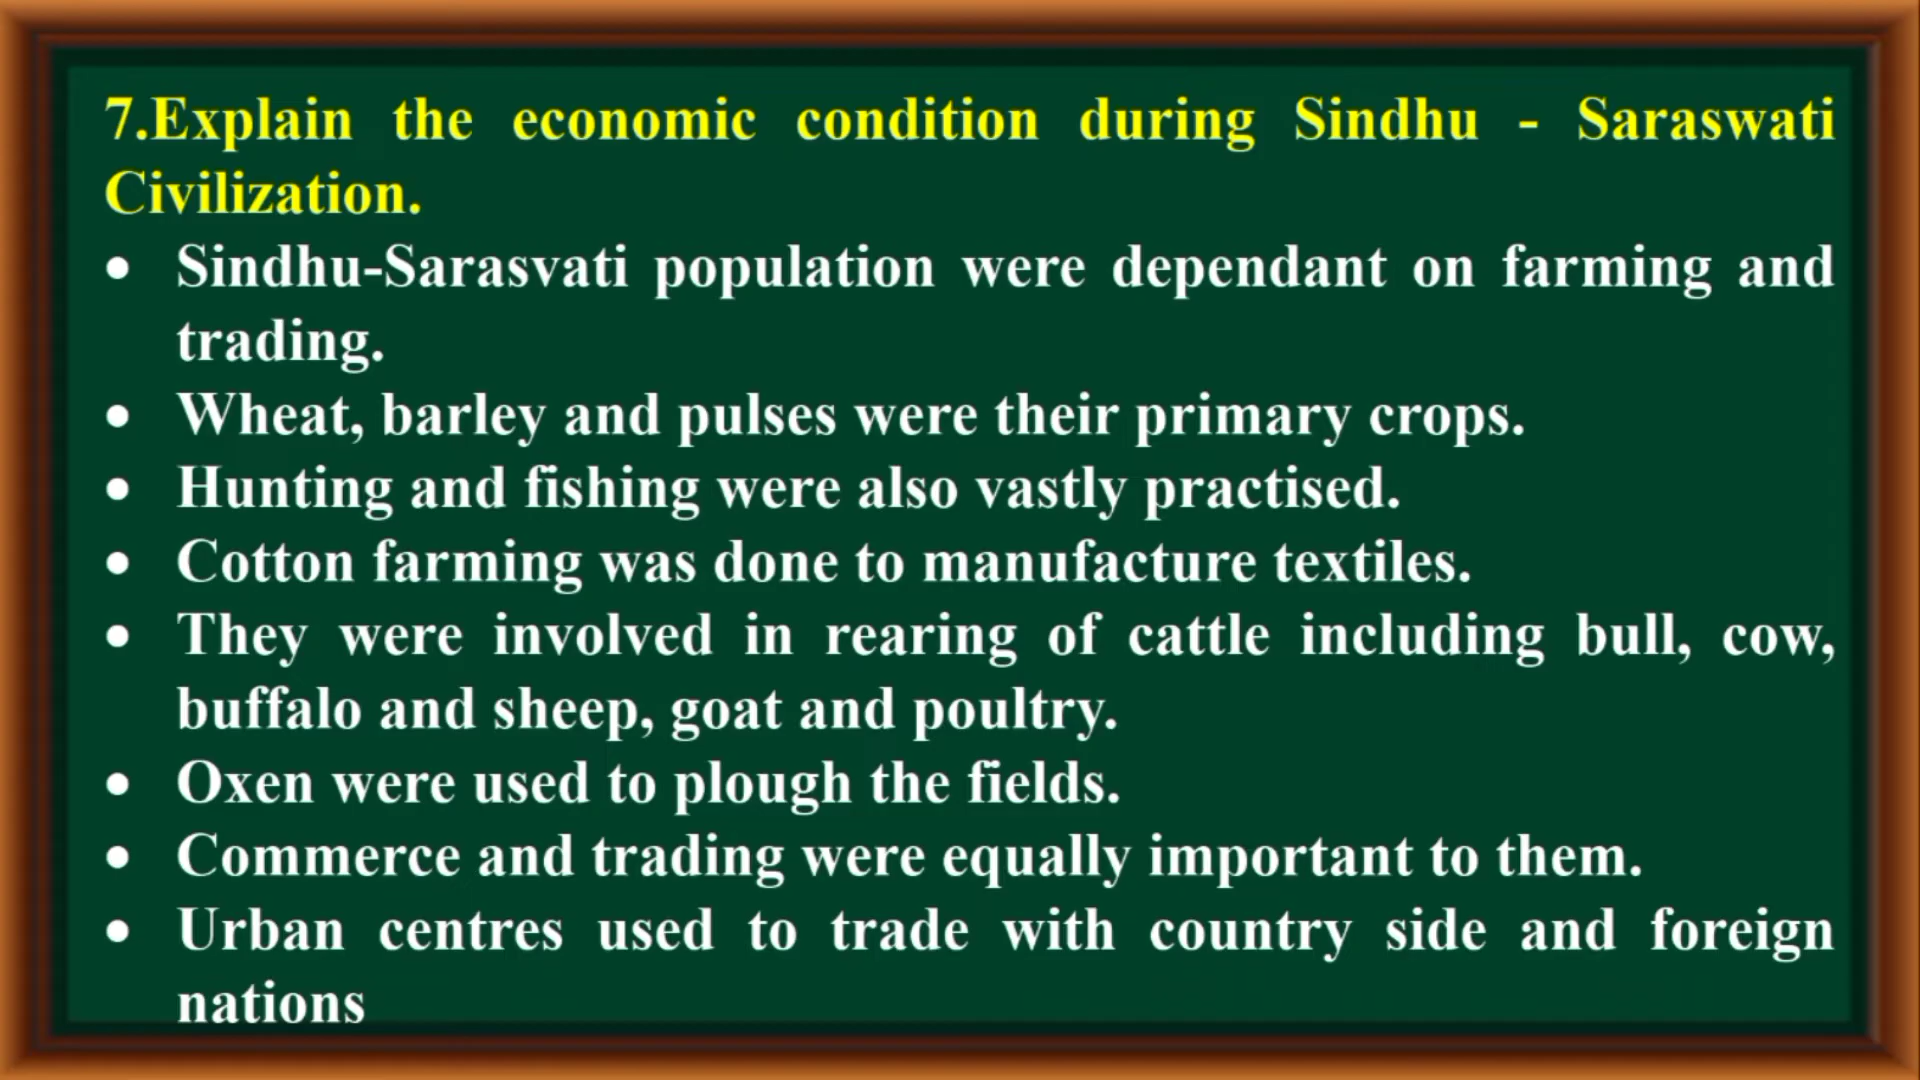 7.Explain the economic condition during Sindhu - Saraswati
Civilization.
• Sindhu-Sarasvati population were dependant on farming and
trading.
• Wheat, barley and pulses were their primary crops.
• Hunting and fishing were also vastly practised.
• Cotton farming was done to manufacture textiles.
• They were involved in rearing of cattle including bull, cow,
buffalo and sheep, goat and poultry.
• Oxen were used to plough the fields.
• Commerce and trading were equally important to them.
• Urban centres used to trade with country side and foreign
nations